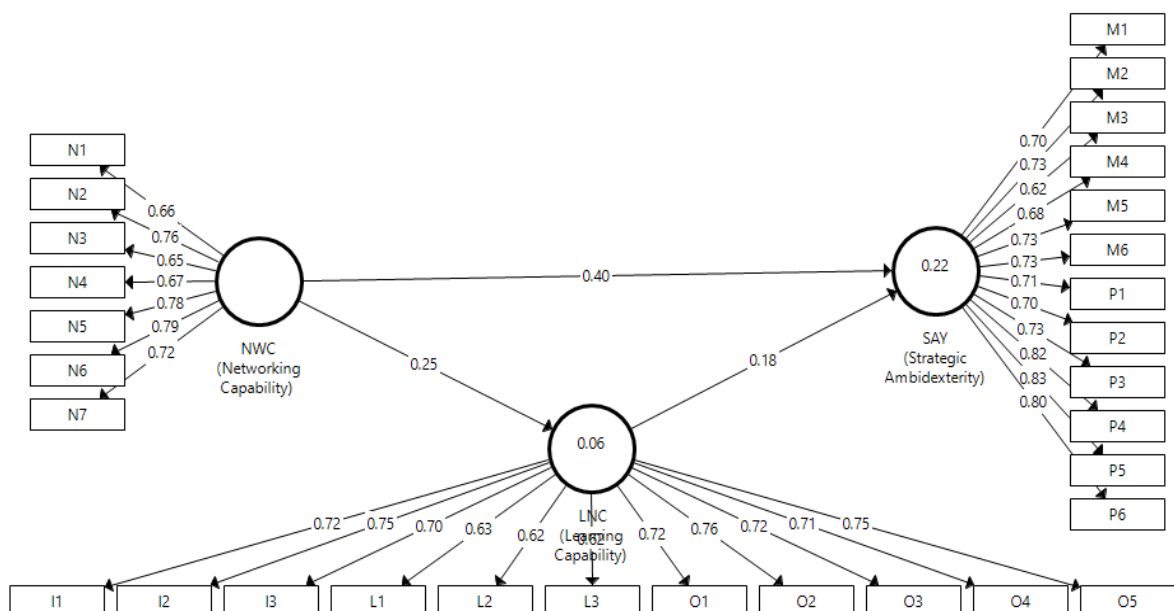 M1
M2
M3
M4
M5
M6
P1
P2
P3
P4
P5
P6
0.70
0.73
0.62
0.68
0.73
0.73
0.71
0.70
0.73
0.82
0.83
0.80
0.22
SAY
(Strategic
Ambidexterity)
N1
N2
N3
N4
N5
N6
N7
0.66
0.76
0.65
0.67
0.78
0.79
0.72
NWC
(Networking
Capability)
0.40
0.25
0.18
0.06
LNC
(Learning
Capability)
0.72
0.75
0.70
0.63
0.62
0.62
0.72
0.76
0.72
0.71
0.75
I1
I2
I3
L1
L2
L3
O1
O2
O3
O4
O5